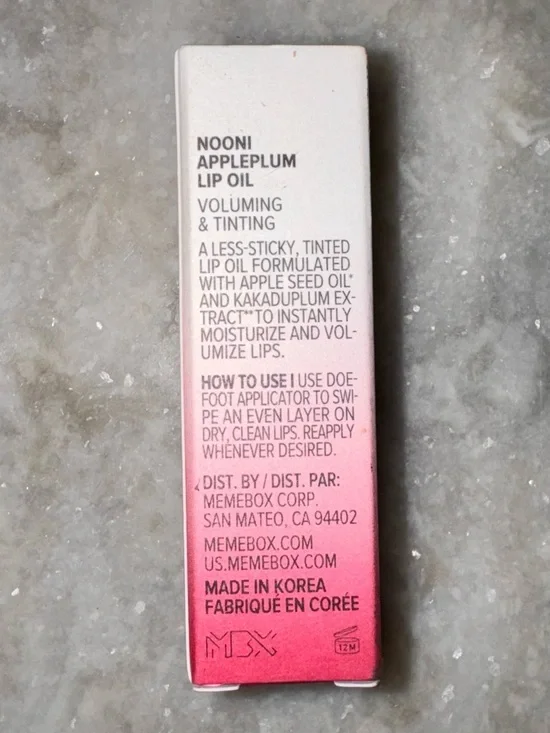 NOONI
APPLEPLUM
LIP OIL
VOLUMING
& TINTING
A LESS-STICKY, TINTED
LIP OIL FORMULATED
WITH APPLE SEED OIL*
AND KAKADUPLUM EX-
TRACT**TO INSTANTLY
MOISTURIZE AND VOL-
UMIZE LIPS.
HOW TO USE I USE DOE-
FOOT APPLICATOR TO SWI-
PE AN EVEN LAYER ON
DRY, CLEAN LIPS. REAPPLY
WHENEVER DESIRED.
DIST. BY / DIST. PAR:
MEMEBOX CORP.
SAN MATEO, CA 94402
MEMEBOX.COM
US.MEMEBOX.COM
MADE IN KOREA
FABRIQUÉ EN CORÉE
MBX
12M